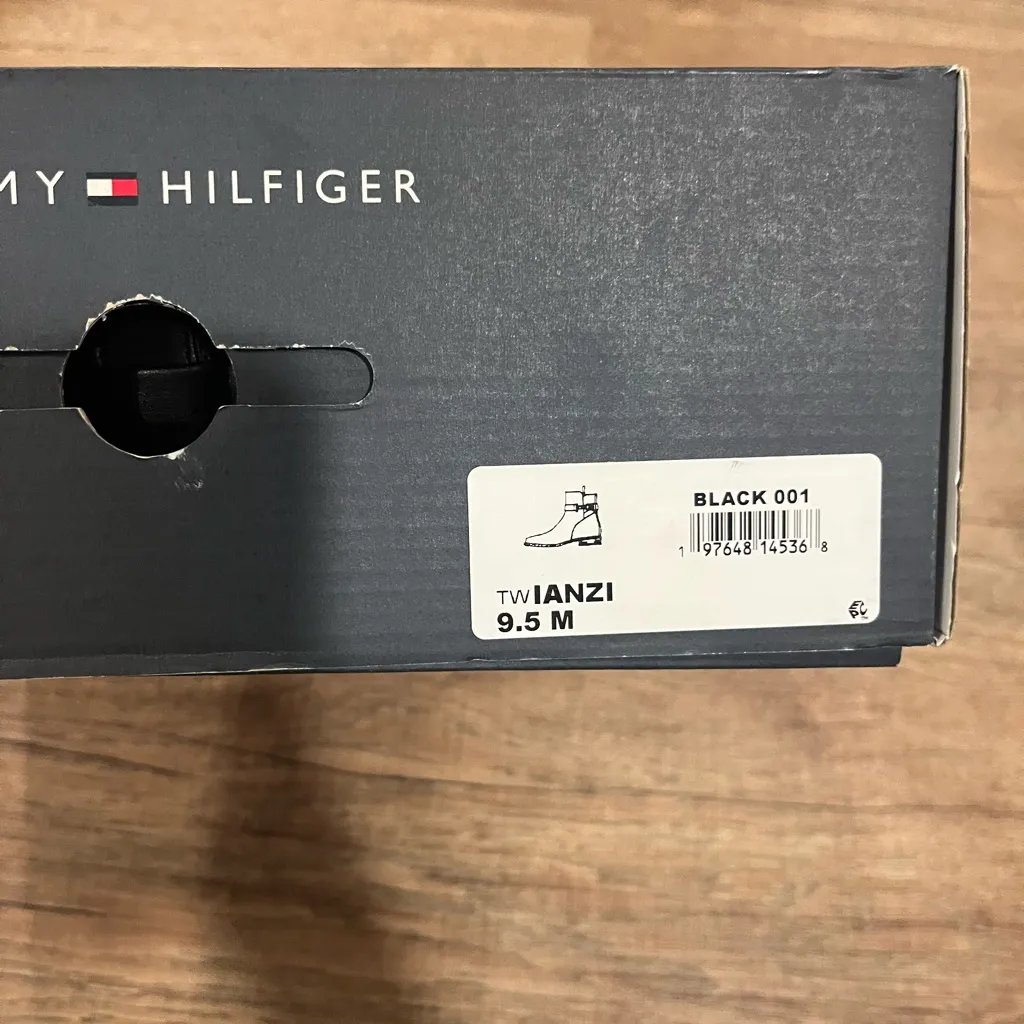 MY HILFIGER
BLACK 001
1 97648 14536 8
TWIANZI
9.5 M